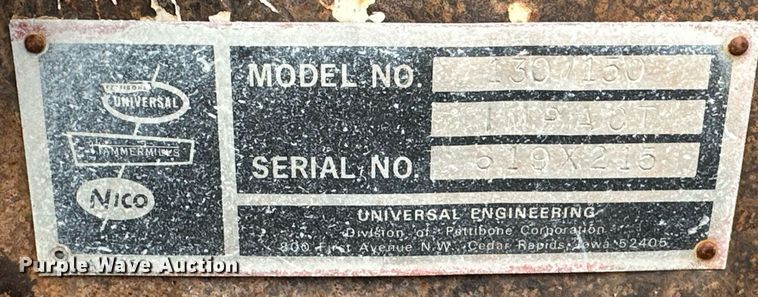 PETTIBONE
UNIVERSAL
HAMMERMILLS
NICO
MODEL NO. 130/150
IMPACT
SERIAL NO. 619X215
UNIVERSAL ENGINEERING
Division of Pettibone Corporation
800 First Avenue N.W. Cedar Rapids, Iowa 52405
Purple Wave Auction